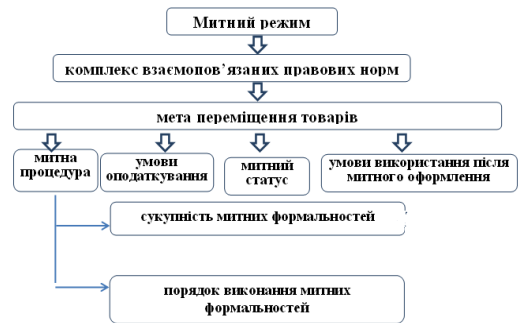 Митний режим
комплекс взаємопов’язаних правових норм
мета переміщення товарів
митна
процедура
умови
оподаткування
митний
статус
умови використання після
митного оформлення
сукупність митних формальностей
порядок виконання митних
формальностей